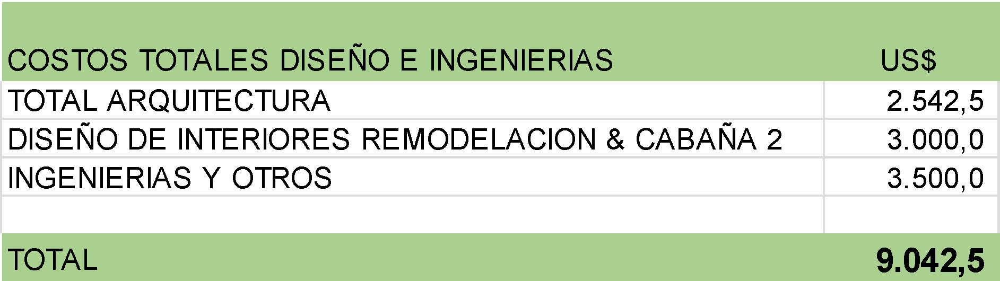 COSTOS TOTALES DISEÑO E INGENIERIAS US$
TOTAL ARQUITECTURA 2.542,5
DISEÑO DE INTERIORES REMODELACION & CABAÑA 2 3.000,0
INGENIERIAS Y OTROS 3.500,0
TOTAL 9.042,5